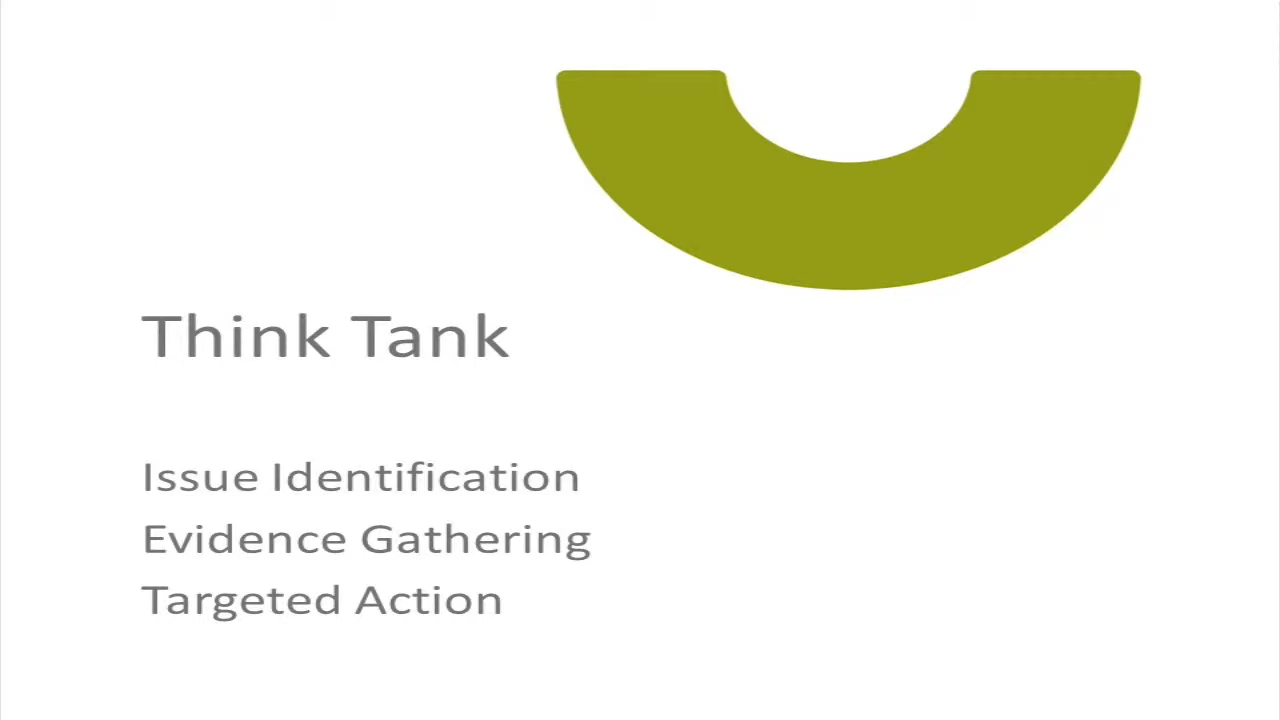 Think Tank
Issue Identification
Evidence Gathering
Targeted Action